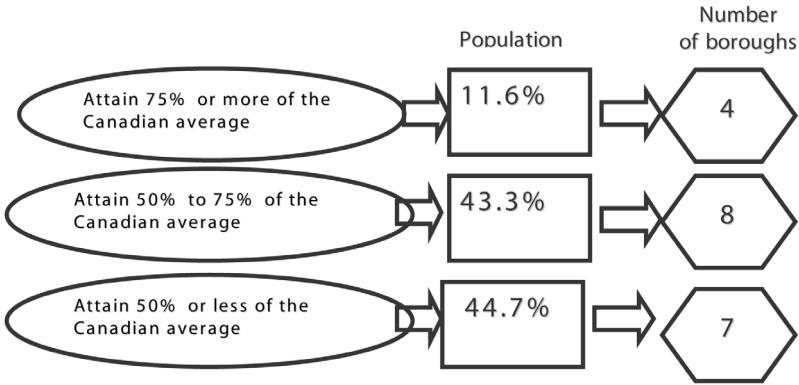 Number
Population
of boroughs
Attain 75% or more of the
Canadian average
11.6%
4
Attain 50% to 75% of the
Canadian average
43.3%
8
Attain 50% or less of the
Canadian average
44.7%
7